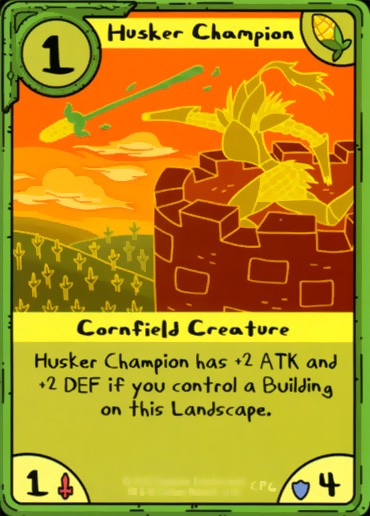 1
Husker Champion
Cornfield Creature
Husker Champion has +2 ATK and
+2 DEF if you control a Building
on this Landscape.
1
4